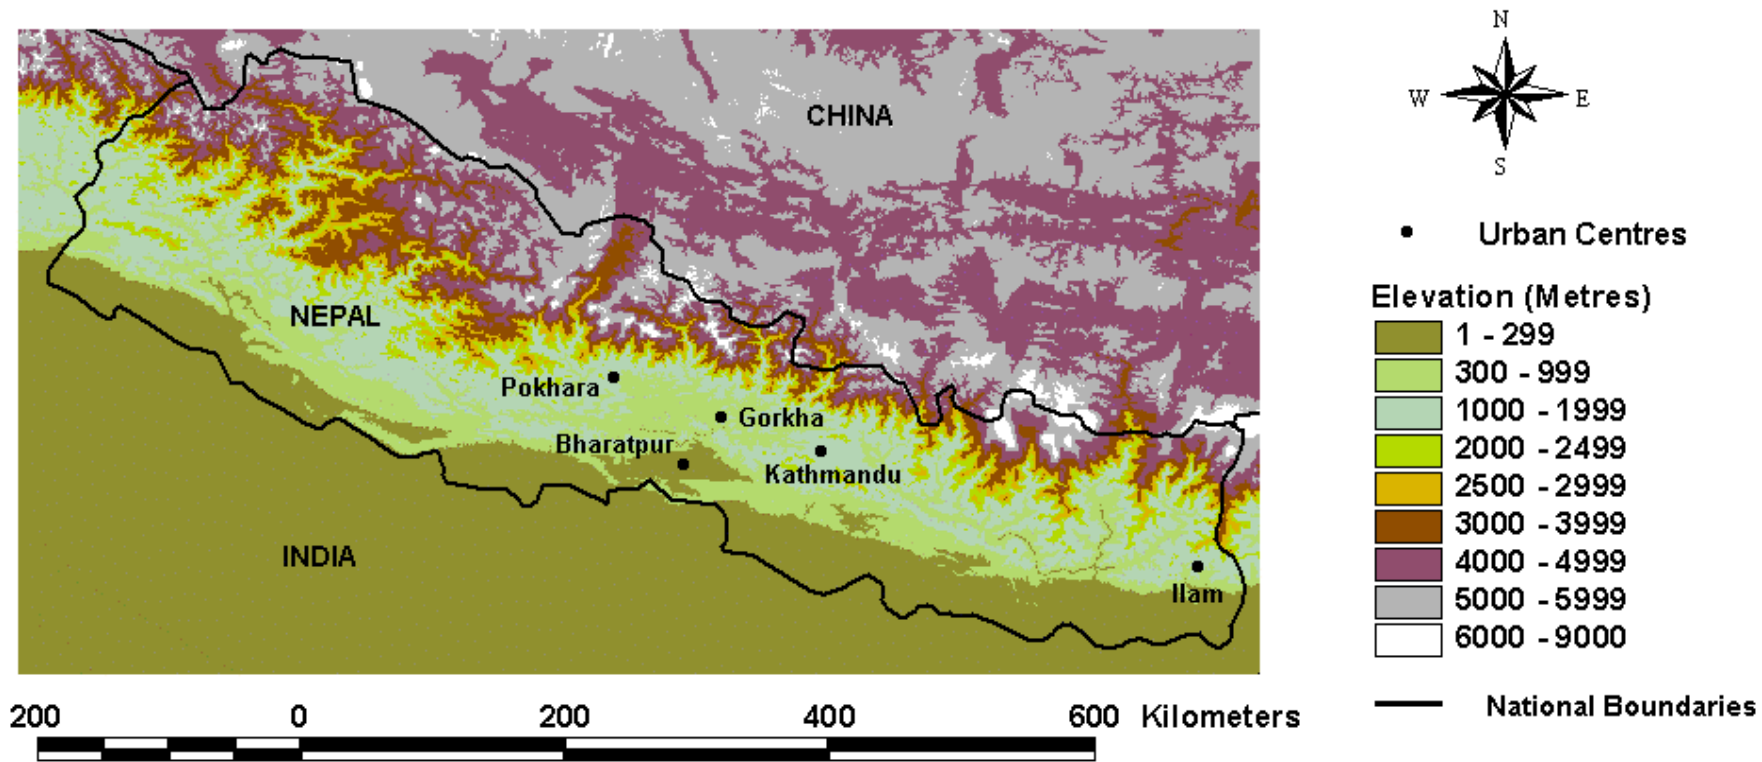 N
W E
S
CHINA
NEPAL
Pokhara
Gorkha
Bharatpur
Kathmandu
INDIA
Ilam
Urban Centres
Elevation (Metres)
1 - 299
300 - 999
1000 - 1999
2000 - 2499
2500 - 2999
3000 - 3999
4000 - 4999
5000 - 5999
6000 - 9000
National Boundaries
200 0 200 400 600 Kilometers